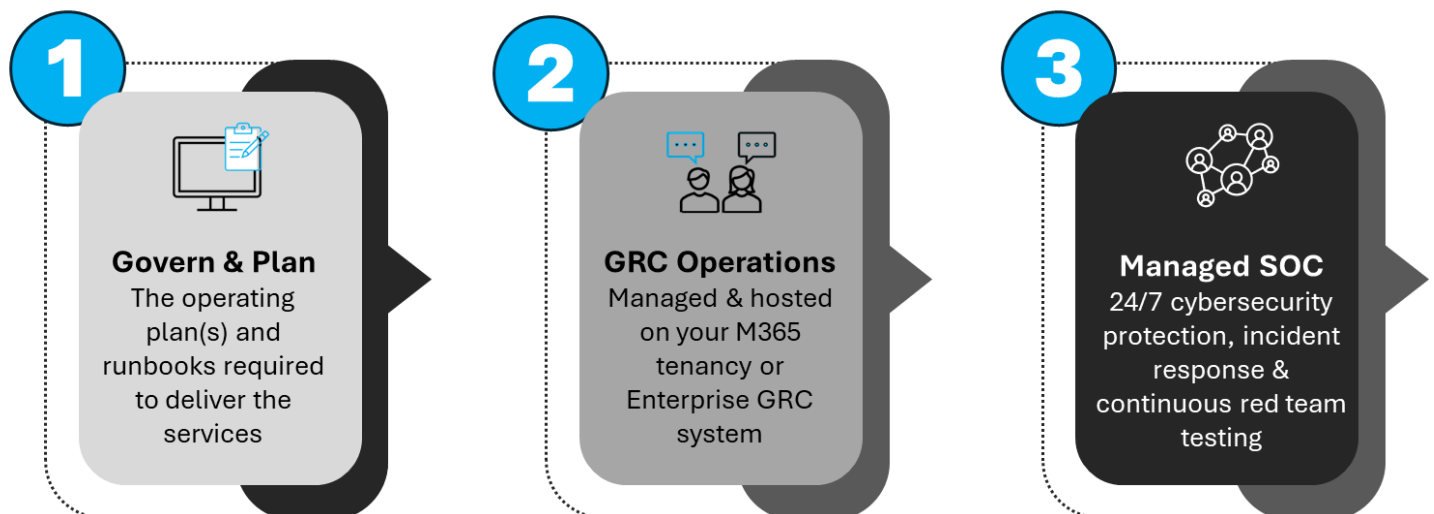 1
Govern & Plan
The operating
plan(s) and
runbooks required
to deliver the
services
2
GRC Operations
Managed & hosted
on your M365
tenancy or
Enterprise GRC
system
3
Managed SOC
24/7 cybersecurity
protection, incident
response &
continuous red team
testing